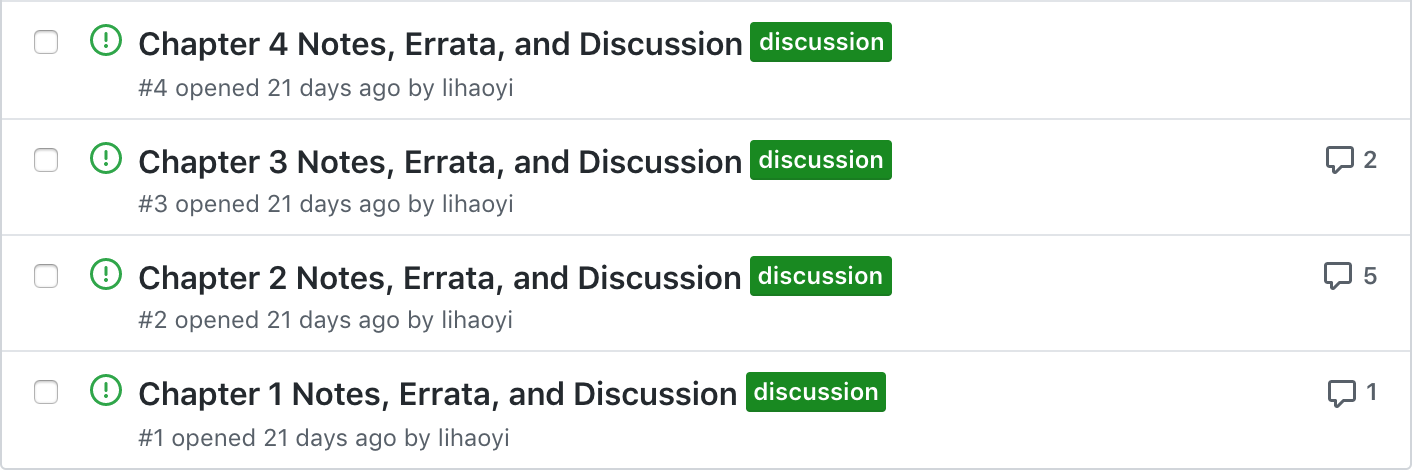 Chapter 4 Notes, Errata, and Discussion discussion
#4 opened 21 days ago by lihaoyi
Chapter 3 Notes, Errata, and Discussion discussion 2
#3 opened 21 days ago by lihaoyi
Chapter 2 Notes, Errata, and Discussion discussion 5
#2 opened 21 days ago by lihaoyi
Chapter 1 Notes, Errata, and Discussion discussion 1
#1 opened 21 days ago by lihaoyi